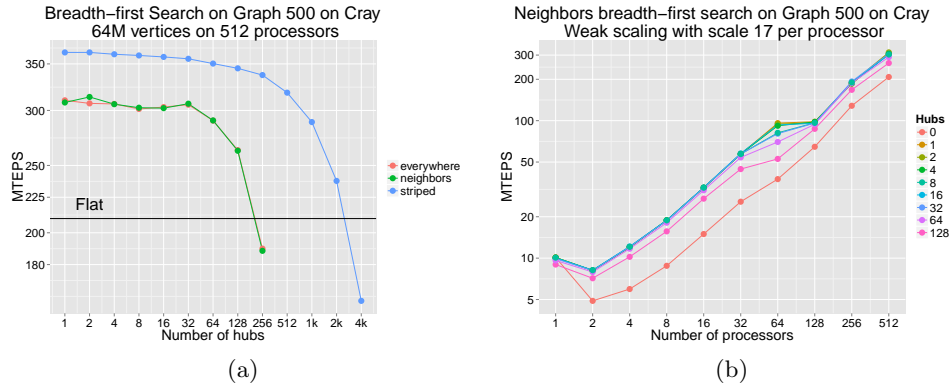 Breadth−first Search on Graph 500 on Cray
64M vertices on 512 processors
MTEPS
350
300
250
225
200
180
Flat
1 2 4 8 16 32 64 128 256 512 1k 2k 4k
Number of hubs
everywhere
neighbors
striped
(a)
Neighbors breadth−first search on Graph 500 on Cray
Weak scaling with scale 17 per processor
MTEPS
300
200
100
50
20
10
5
1 2 4 8 16 32 64 128 256 512
Number of processors
Hubs
0
1
2
4
8
16
32
64
128
(b)